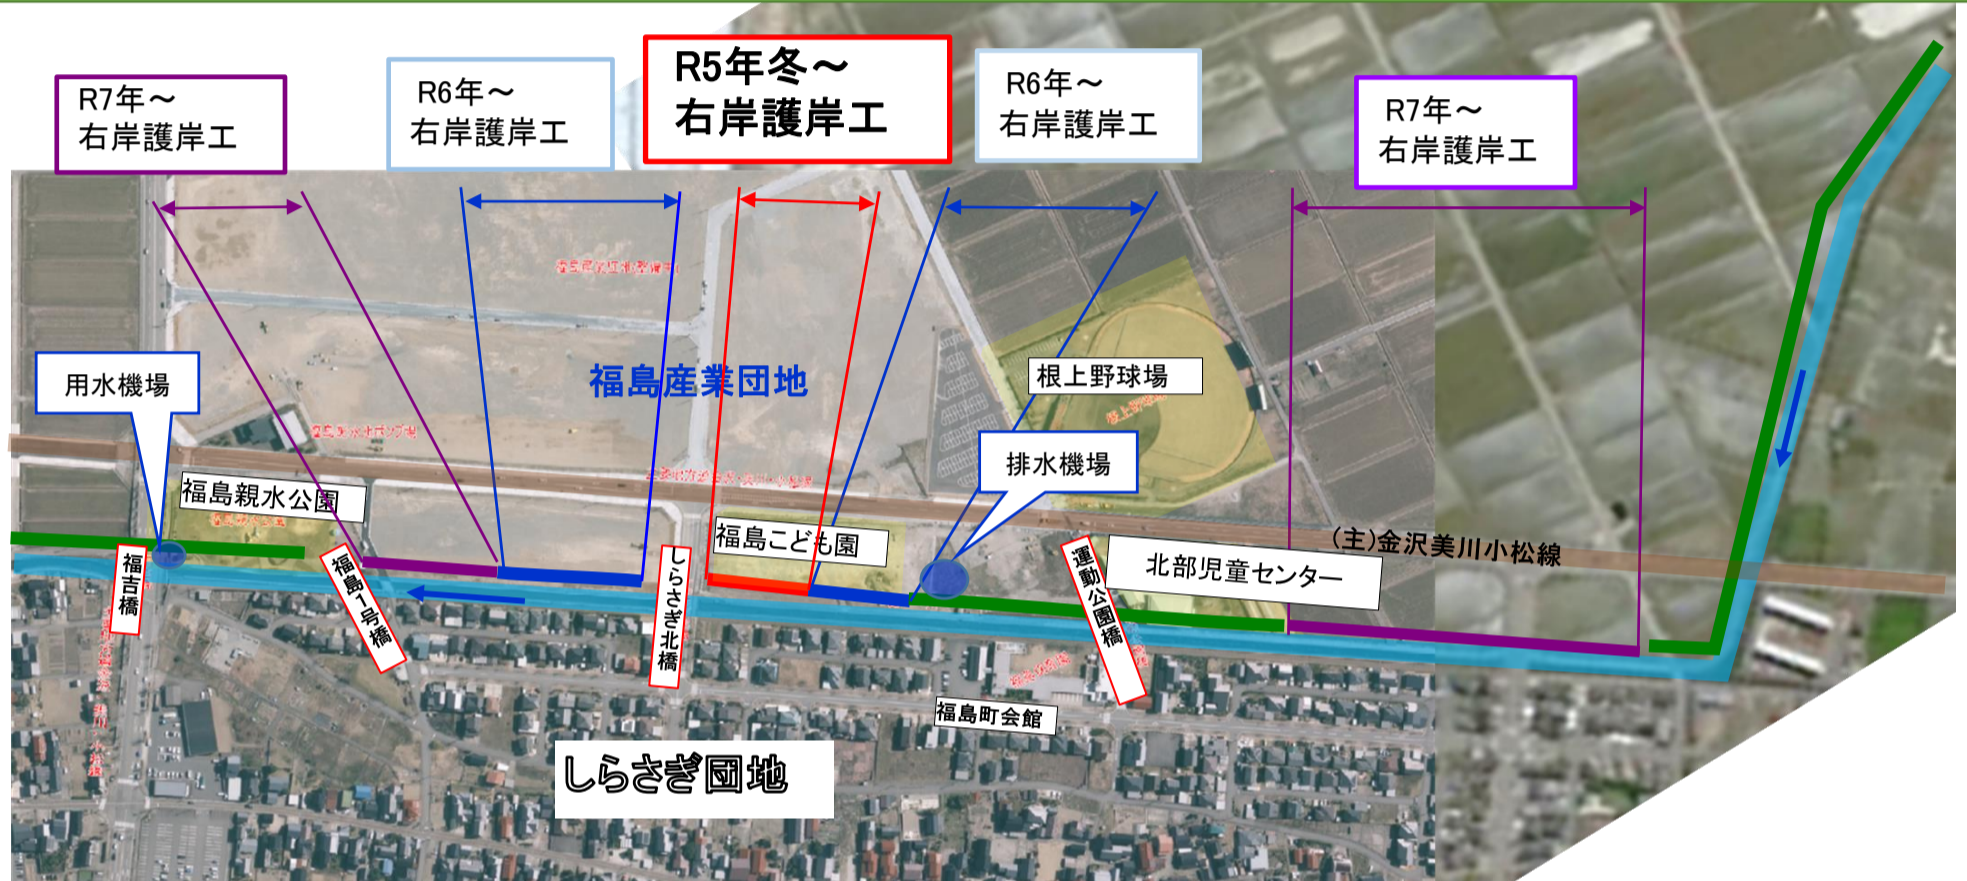 R7年～
右岸護岸工
R6年～
右岸護岸工
R5年冬～
右岸護岸工
R6年～
右岸護岸工
R7年～
右岸護岸工
福島産業団地
根上野球場
用水機場
排水機場
福島親水公園
福島こども園
(主)金沢美川小松線
北部児童センター
福吉橋
福島1号橋
しらさぎ北橋
運動公園橋
福島町会館
しらさぎ団地